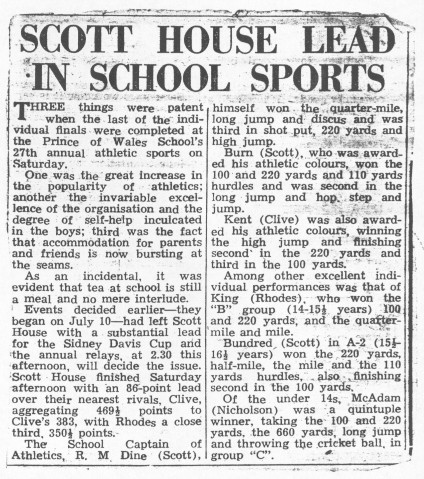 SCOTT HOUSE LEAD
IN SCHOOL SPORTS
THREE things were patent
when the last of the indi-
vidual finals were completed at
the Prince of Wales School's
27th annual athletic sports on
Saturday.
One was the great increase in
the popularity of athletics;
another the invariable excel-
lence of the organisation and the
degree of self-help inculcated
in the boys; third was the fact
that accommodation for parents
and friends is now bursting at
the seams.
As an incidental, it was
evident that tea at school is still
a meal and no mere interlude.
Events decided earlier—they
began on July 10—had left Scott
House with a substantial lead
for the Sidney Davis Cup and
the annual relays, at 2.30 this
afternoon, will decide the issue.
Scott House finished Saturday
afternoon with an 86-point lead
over their nearest rivals, Clive,
aggregating 469½ points to
Clive's 383, with Rhodes a close
third, 350½ points.
The School Captain of
Athletics, R. M. Dine (Scott),
himself won the quarter-mile,
long jump and discus and was
third in shot put, 220 yards and
high jump.
Burn (Scott), who was award-
ed his athletic colours, won the
100 and 220 yards and 110 yards
hurdles and was second in the
long jump and hop, step and
jump.
Kent (Clive) was also award-
ed his athletic colours, winning
the high jump and finishing
second in the 220 yards and
third in the 100 yards.
Among other excellent indi-
vidual performances was that of
King (Rhodes), who won the
"B" group (14-15½ years) 100
and 220 yards, and the quarter-
mile and mile.
Bundred (Scott) in A-2 (15½-
16½ years) won the 220 yards,
half-mile, the mile and the 110
yards hurdles, also finishing
second in the 100 yards.
Of the under 14s, McAdam
(Nicholson) was a quintuple
winner, taking the 100 and 220
yards, the 660 yards, long jump
and throwing the cricket ball, in
group "C".